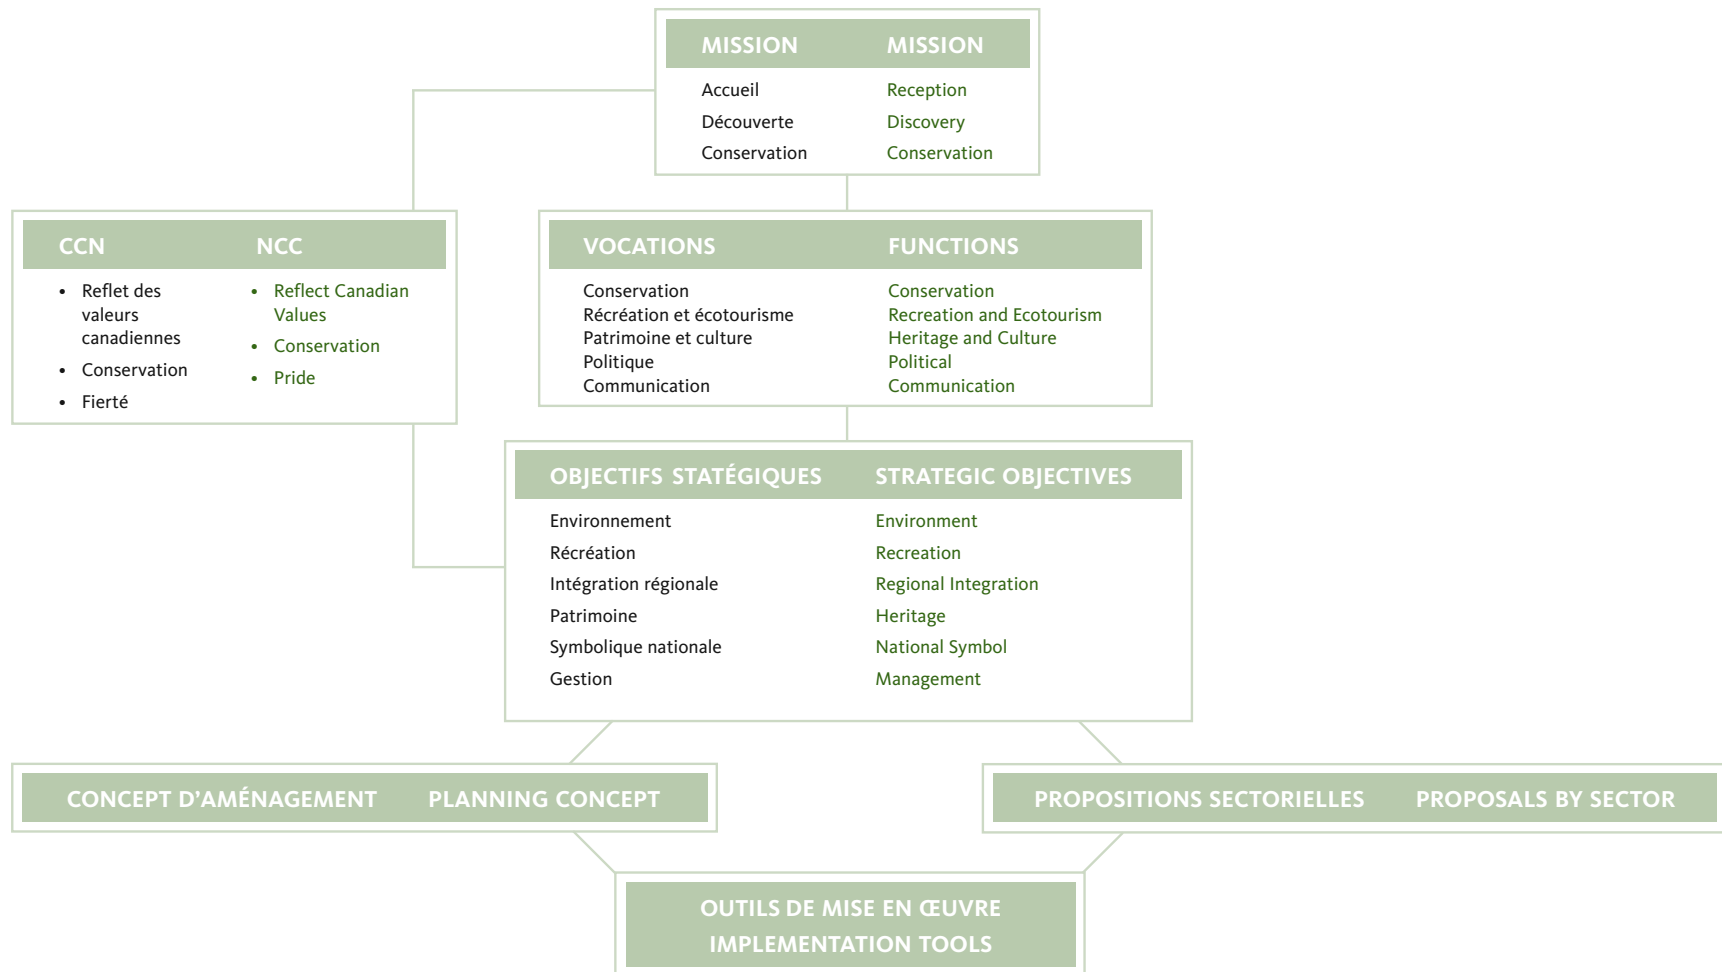 MISSION MISSION
Accueil Reception
Découverte Discovery
Conservation Conservation
CCN NCC
• Reflet des
valeurs
canadiennes
• Conservation
• Fierté
• Reflect Canadian
Values
• Conservation
• Pride
VOCATIONS FUNCTIONS
Conservation Conservation
Récréation et écotourisme Recreation and Ecotourism
Patrimoine et culture Heritage and Culture
Politique Political
Communication Communication
OBJECTIFS STATÉGIQUES STRATEGIC OBJECTIVES
Environnement Environment
Récréation Recreation
Intégration régionale Regional Integration
Patrimoine Heritage
Symbolique nationale National Symbol
Gestion Management
CONCEPT D’AMÉNAGEMENT PLANNING CONCEPT
PROPOSITIONS SECTORIELLES PROPOSALS BY SECTOR
OUTILS DE MISE EN ŒUVRE
IMPLEMENTATION TOOLS